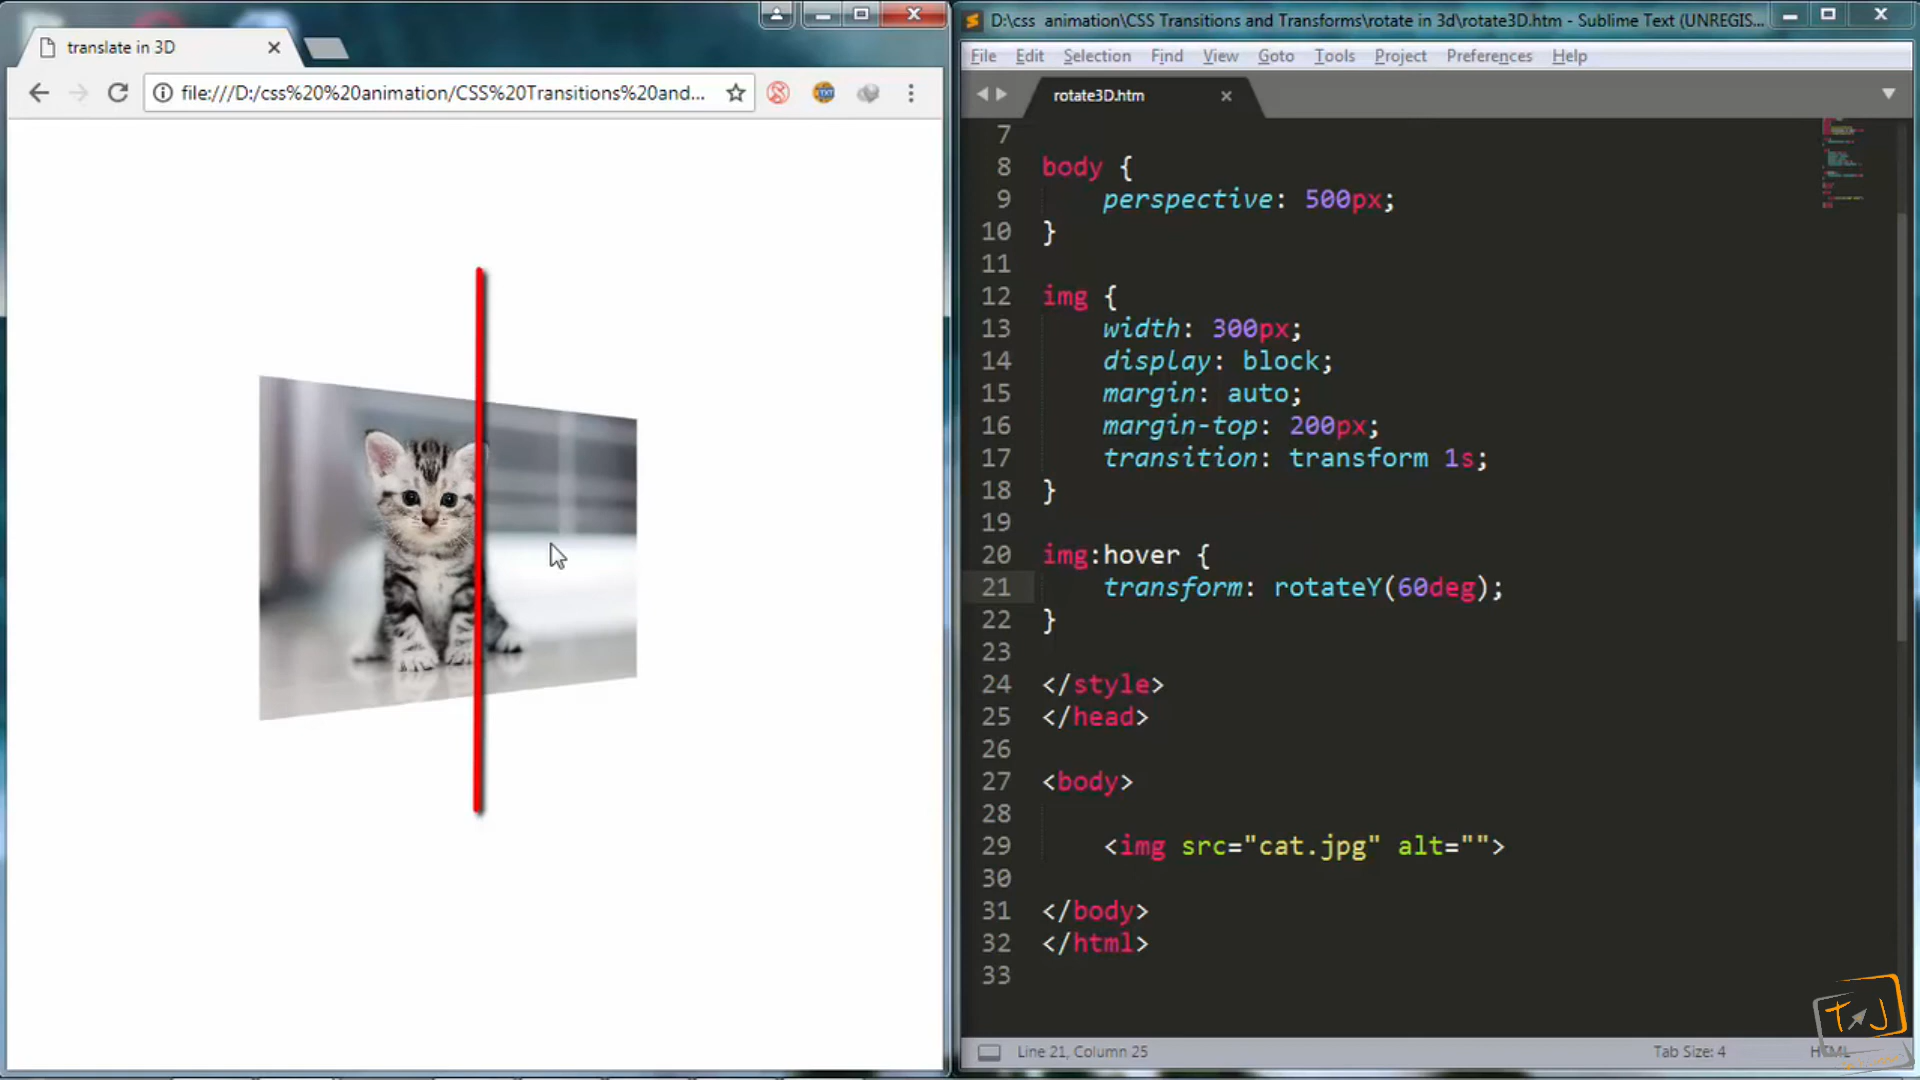 translate in 3D
file:///D:/css%20%20animation/CSS%20Transitions%20and...
D:\css  animation\CSS Transitions and Transforms\rotate in 3d\rotate3D.htm - Sublime Text (UNREGIS...
File Edit Selection Find View Goto Tools Project Preferences Help
rotate3D.htm
7
8 body {
9 perspective: 500px;
10 }
11
12 img {
13 width: 300px;
14 display: block;
15 margin: auto;
16 margin-top: 200px;
17 transition: transform 1s;
18 }
19
20 img:hover {
21 transform: rotateY(60deg);
22 }
23
24 </style>
25 </head>
26
27 <body>
28
29 <img src="cat.jpg" alt="">
30
31 </body>
32 </html>
33
Line 21, Column 25
Tab Size: 4
HTML
TJ